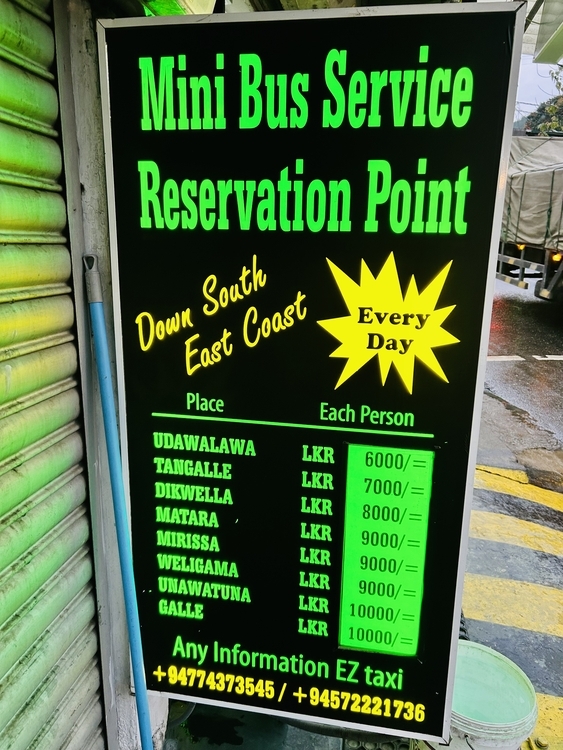 Mini Bus Service
Reservation Point
Down South
East Coast
Every
Day
Place Each Person
UDAWALAWA LKR 6000/=
TANGALLE LKR 7000/=
DIKWELLA LKR 8000/=
MATARA LKR 9000/=
MIRISSA LKR 9000/=
WELIGAMA LKR 9000/=
UNAWATUNA LKR 10000/=
GALLE LKR 10000/=
Any Information EZ taxi
+94774373545 / +94572221736